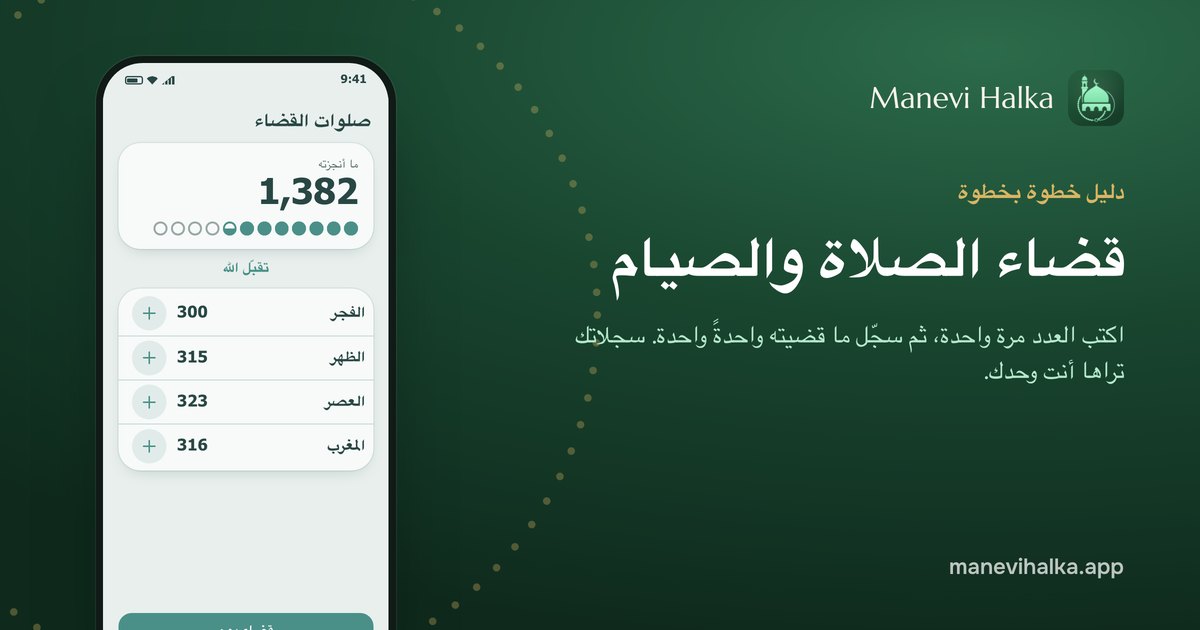 Manevi Halka
دليل خطوة بخطوة
قضاء الصلاة والصيام
اكتب العدد مرة واحدة، ثم سجّل ما قضيته واحدةً واحدة. سجلاتك
تراها أنت وحدك.
manevihalka.app
9:41
صلوات القضاء
ما أنجزته
1,382
تقبّل الله
الفجر 300 +
الظهر 315 +
العصر 323 +
المغرب 316 +